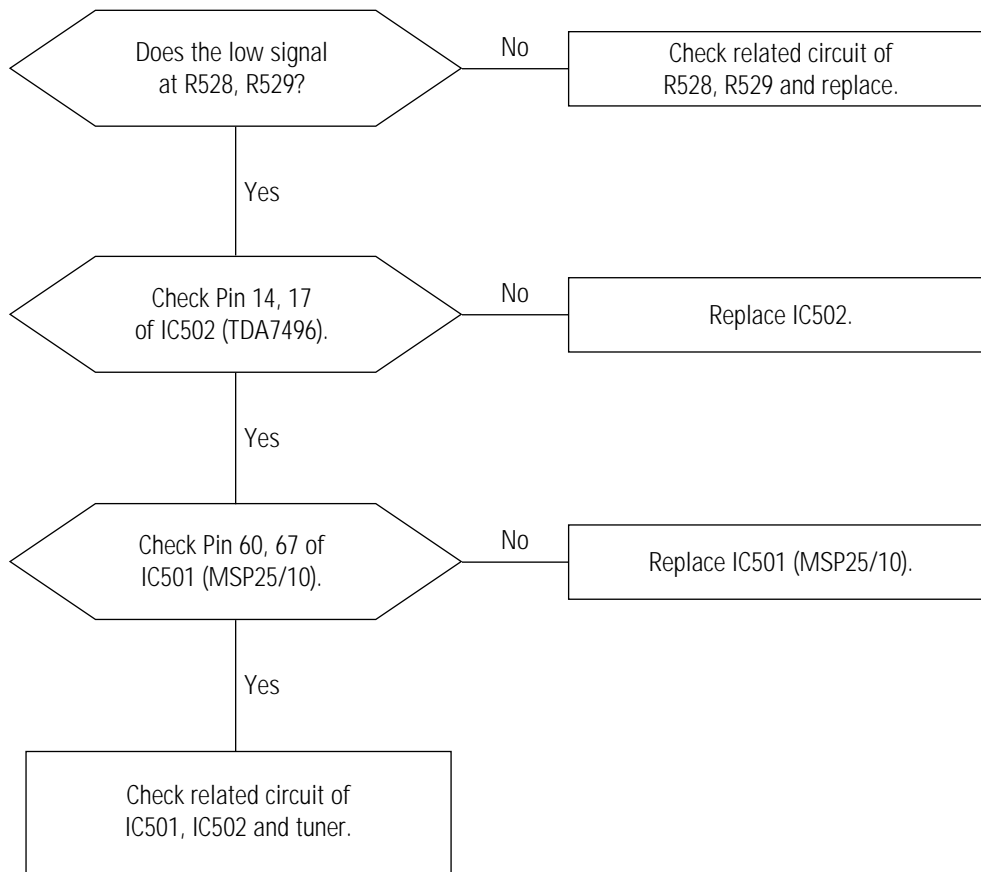 Does the low signal
at R528, R529?
No
Check related circuit of
R528, R529 and replace.
Yes
Check Pin 14, 17
of IC502 (TDA7496).
No
Replace IC502.
Yes
Check Pin 60, 67 of
IC501 (MSP25/10).
No
Replace IC501 (MSP25/10).
Yes
Check related circuit of
IC501, IC502 and tuner.